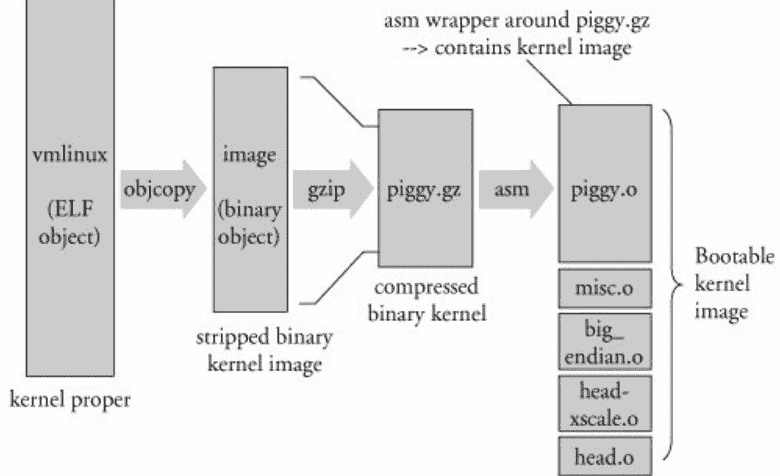 asm wrapper around piggy.gz
--> contains kernel image
vmlinux
(ELF
object)
objcopy
image
(binary
object)
gzip
piggy.gz
asm
piggy.o
misc.o
big_
endian.o
head-
xscale.o
head.o
Bootable
kernel
image
compressed
binary kernel
stripped binary
kernel image
kernel proper